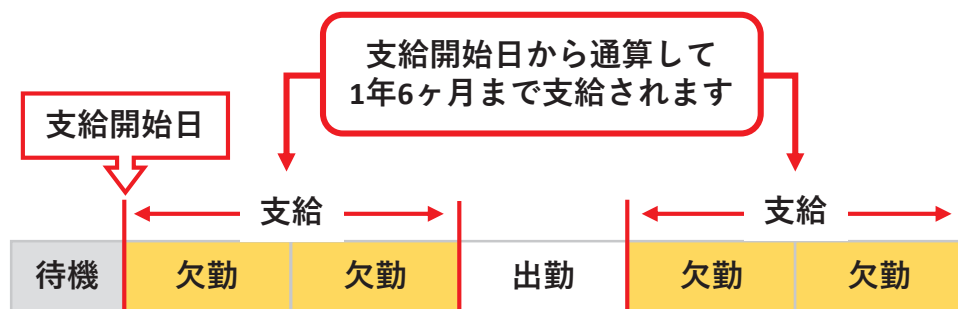 支給開始日から通算して
1年6ヶ月まで支給されます
支給開始日
支給
支給
待機
欠勤
欠勤
出勤
欠勤
欠勤